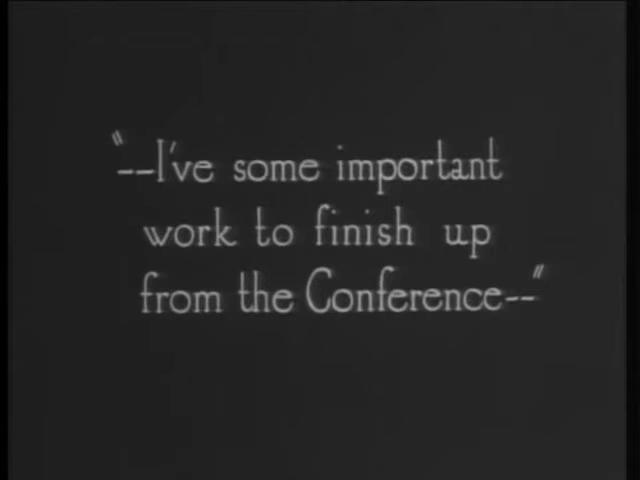 "--I've some important
work to finish up
from the Conference--"